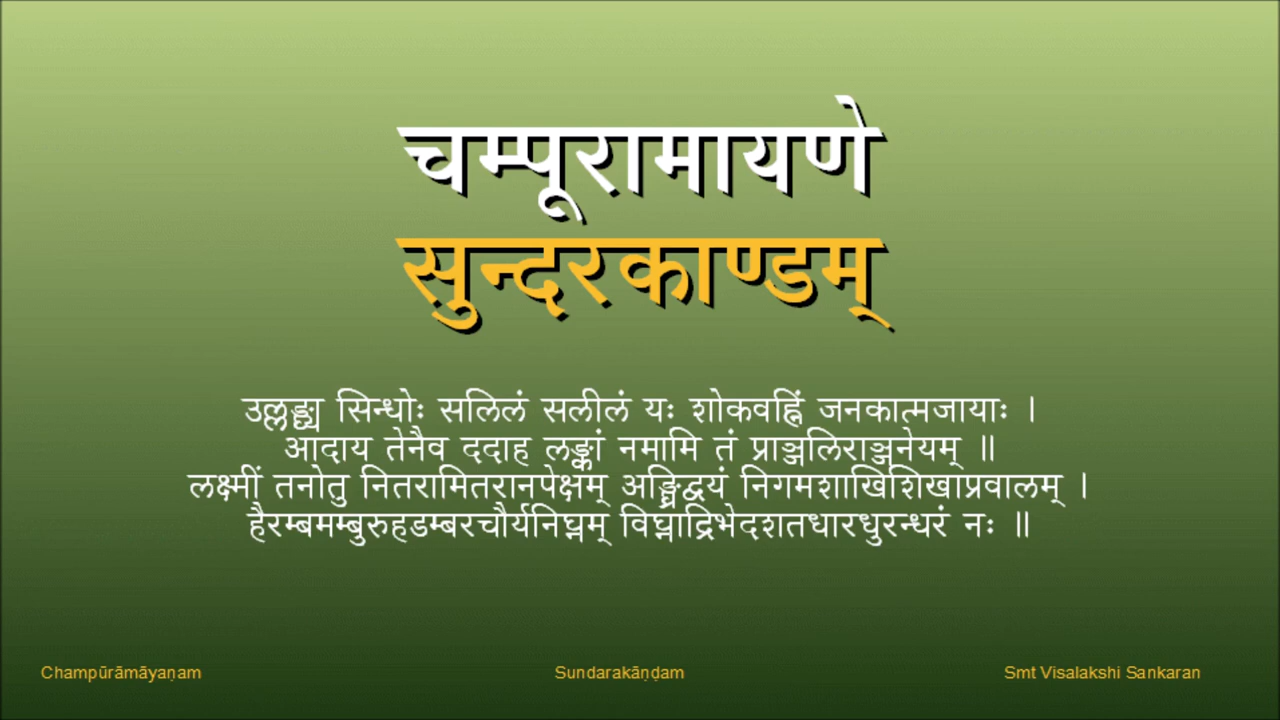 चम्पूरामायणे
सुन्दरकाण्डम्
उल्लङ्घ्य सिन्धोः सलिलं सलीलं यः शोकवह्निं जनकात्मजायाः ।
आदाय तेनैव ददाह लङ्कां नमामि तं प्राञ्जलिराञ्जनेयम् ॥
लक्ष्मीं तनोतु नितरामितरानपेक्षम् अङ्घ्रिद्वयं निगमशाखिशिखाप्रवालम् ।
हैरम्बमम्बुरुहडम्बरचौर्यनिघ्नम् विघ्नाद्रिभेदशतधारधुरन्धरं नः ॥
Champūrāmāyaṇam
Sundarakāṇḍam
Smt Visalakshi Sankaran